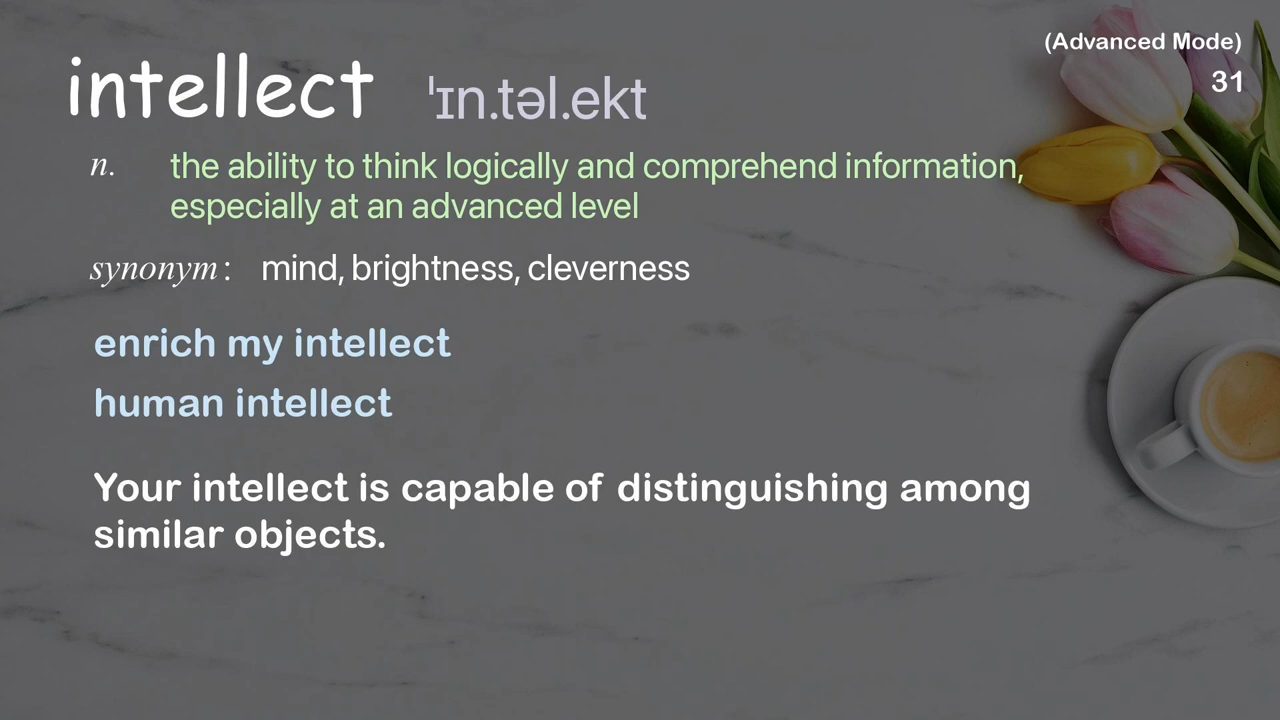 (Advanced Mode)
31
intellect ˈɪn.təl.ekt
n. the ability to think logically and comprehend information,
especially at an advanced level
synonym: mind, brightness, cleverness
enrich my intellect
human intellect
Your intellect is capable of distinguishing among
similar objects.